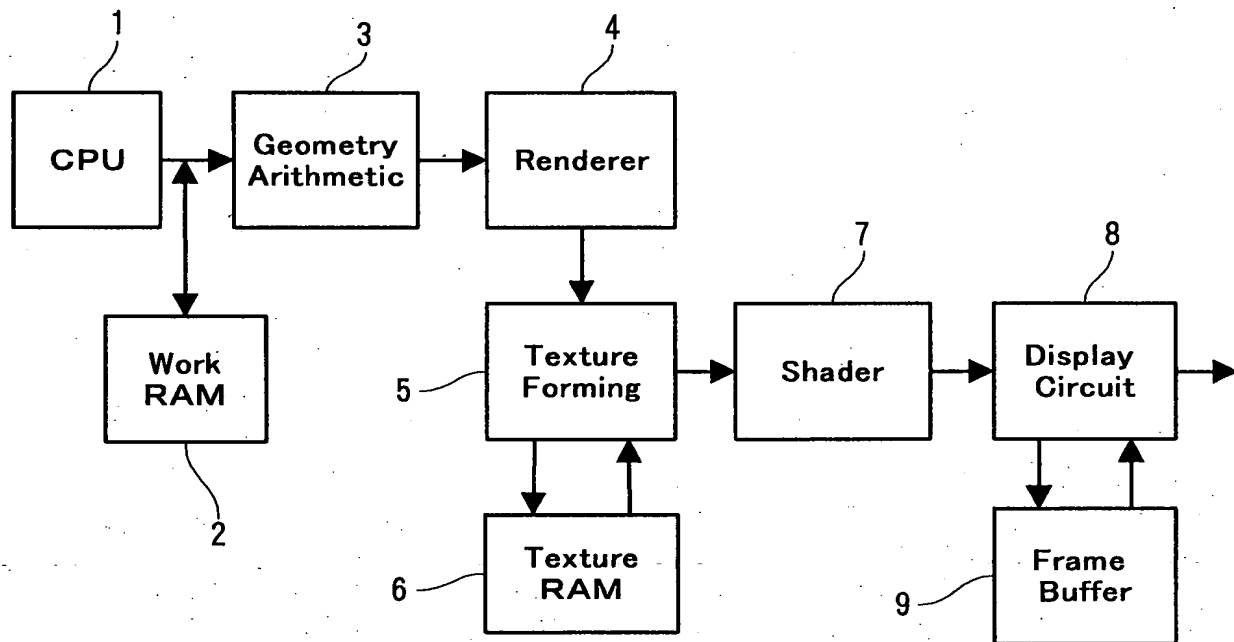 1
3
4
CPU
Geometry
Arithmetic
Renderer
7
8
Work
RAM
2
5
Texture
Forming
Shader
Display
Circuit
6
Texture
RAM
9
Frame
Buffer